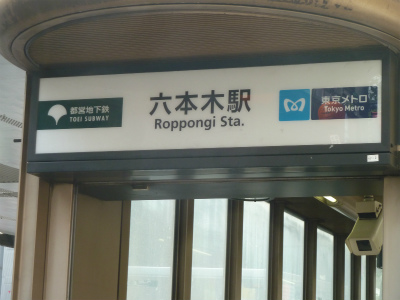 都営地下鉄
TOEI SUBWAY
六本木駅
Roppongi Sta.
東京メトロ
Tokyo Metro